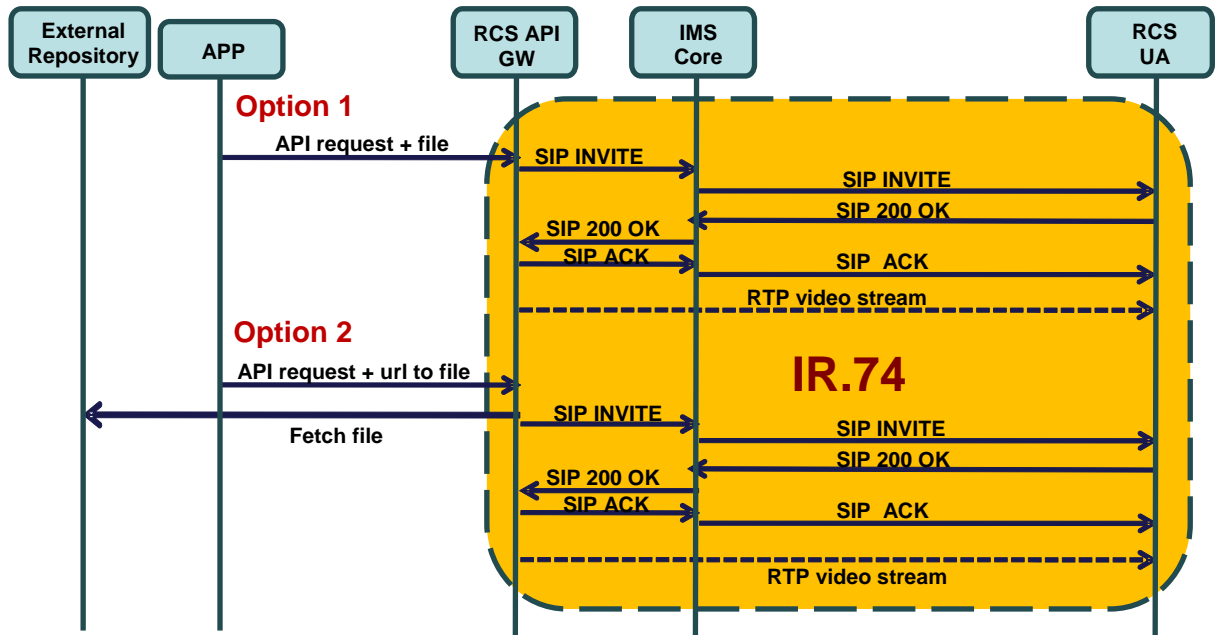 External
Repository
APP
RCS API
GW
IMS
Core
RCS
UA
Option 1
API request + file
SIP INVITE
SIP INVITE
SIP 200 OK
SIP 200 OK
SIP ACK
SIP ACK
RTP video stream
Option 2
API request + url to file
IR.74
SIP INVITE
Fetch file
SIP INVITE
SIP 200 OK
SIP 200 OK
SIP ACK
SIP ACK
RTP video stream